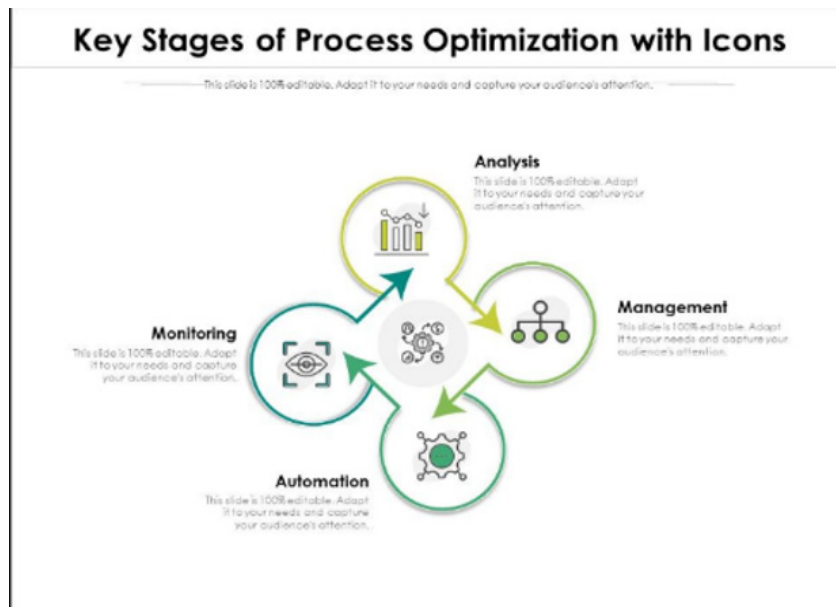 Key Stages of Process Optimization with Icons
This slide is 100% editable. Adapt it to your needs and capture your audience's attention.
Analysis
This slide is 100% editable. Adapt
it to your needs and capture your
audience's attention.
Management
This slide is 100% editable. Adapt
it to your needs and capture your
audience's attention.
Monitoring
This slide is 100% editable. Adapt
it to your needs and capture
your audience's attention.
Automation
This slide is 100% editable. Adapt
it to your needs and capture
your audience's attention.